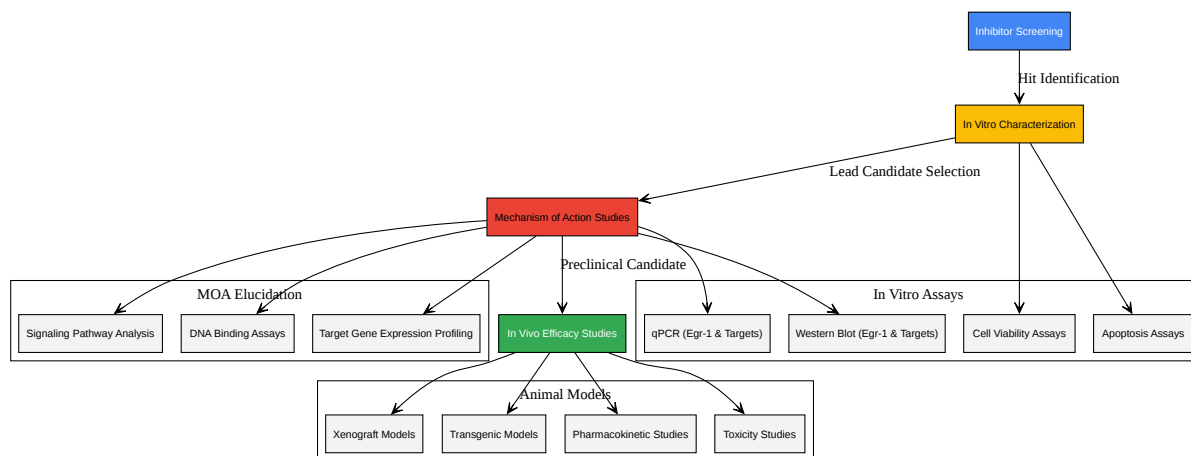 Inhibitor Screening
Hit Identification
In Vitro Characterization
Lead Candidate Selection
Mechanism of Action Studies
Preclinical Candidate
MOA Elucidation
In Vitro Assays
Signaling Pathway Analysis
DNA Binding Assays
Target Gene Expression Profiling
In Vivo Efficacy Studies
qPCR (Egr-1 & Targets)
Western Blot (Egr-1 & Targets)
Cell Viability Assays
Apoptosis Assays
Animal Models
Xenograft Models
Transgenic Models
Pharmacokinetic Studies
Toxicity Studies